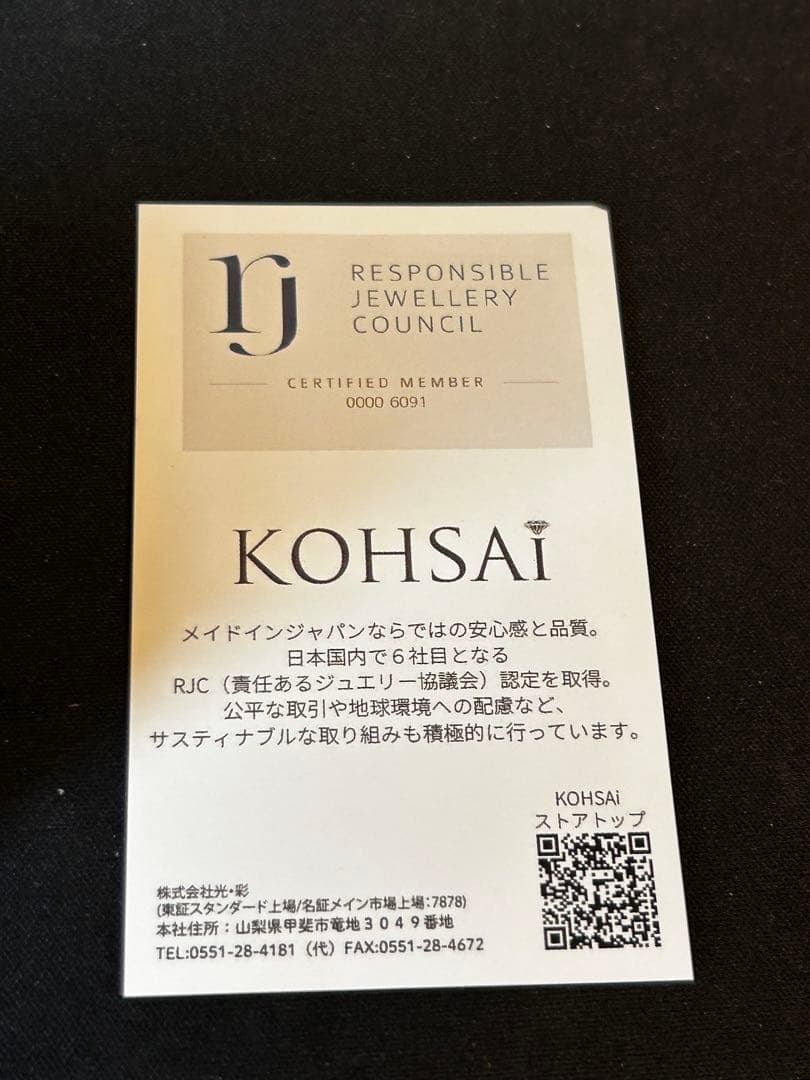 rj
RESPONSIBLE
JEWELLERY
COUNCIL
CERTIFIED MEMBER
0000 6091
KOHSAi
メイドインジャパンならではの安心感と品質。
日本国内で６社目となる
RJC（責任あるジュエリー協議会）認定を取得。
公平な取引や地球環境への配慮など、
サスティナブルな取り組みも積極的に行っています。
KOHSAi
ストアトップ
株式会社光・彩
(東証スタンダード上場/名証メイン市場上場:7878)
本社住所：山梨県甲斐市竜地３０４９番地
TEL:0551-28-4181（代）FAX:0551-28-4672